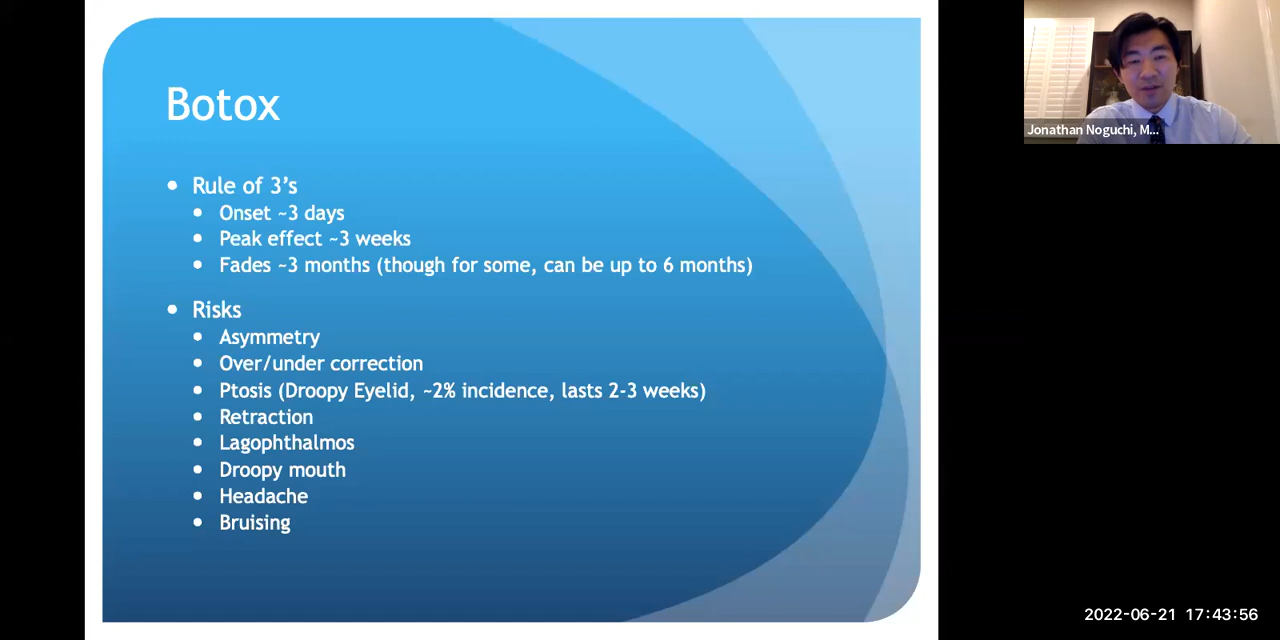 Botox
• Rule of 3's
• Onset ~3 days
• Peak effect ~3 weeks
• Fades ~3 months (though for some, can be up to 6 months)
• Risks
• Asymmetry
• Over/under correction
• Ptosis (Droopy Eyelid, ~2% incidence, lasts 2-3 weeks)
• Retraction
• Lagophthalmos
• Droopy mouth
• Headache
• Bruising
Jonathan Noguchi, M...
2022-06-21 17:43:56